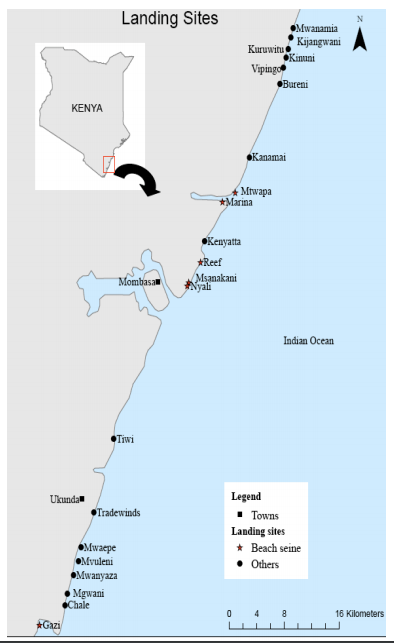 Landing Sites
N
Mwanamia
Kijangwani
Kuruwitu
Kinuni
Vipingo
Bureni
KENYA
Kanamai
Mtwapa
Marina
Kenyatta
Reef
Msanakani
Mombasa
Nyali
Indian Ocean
Tiwi
Ukunda
Tradewinds
Legend
Towns
Landing sites
Beach seine
Others
Mwaepe
Mvuleni
Mwanyaza
Mgwani
Chale
Gazi
0 4 8 16 Kilometers